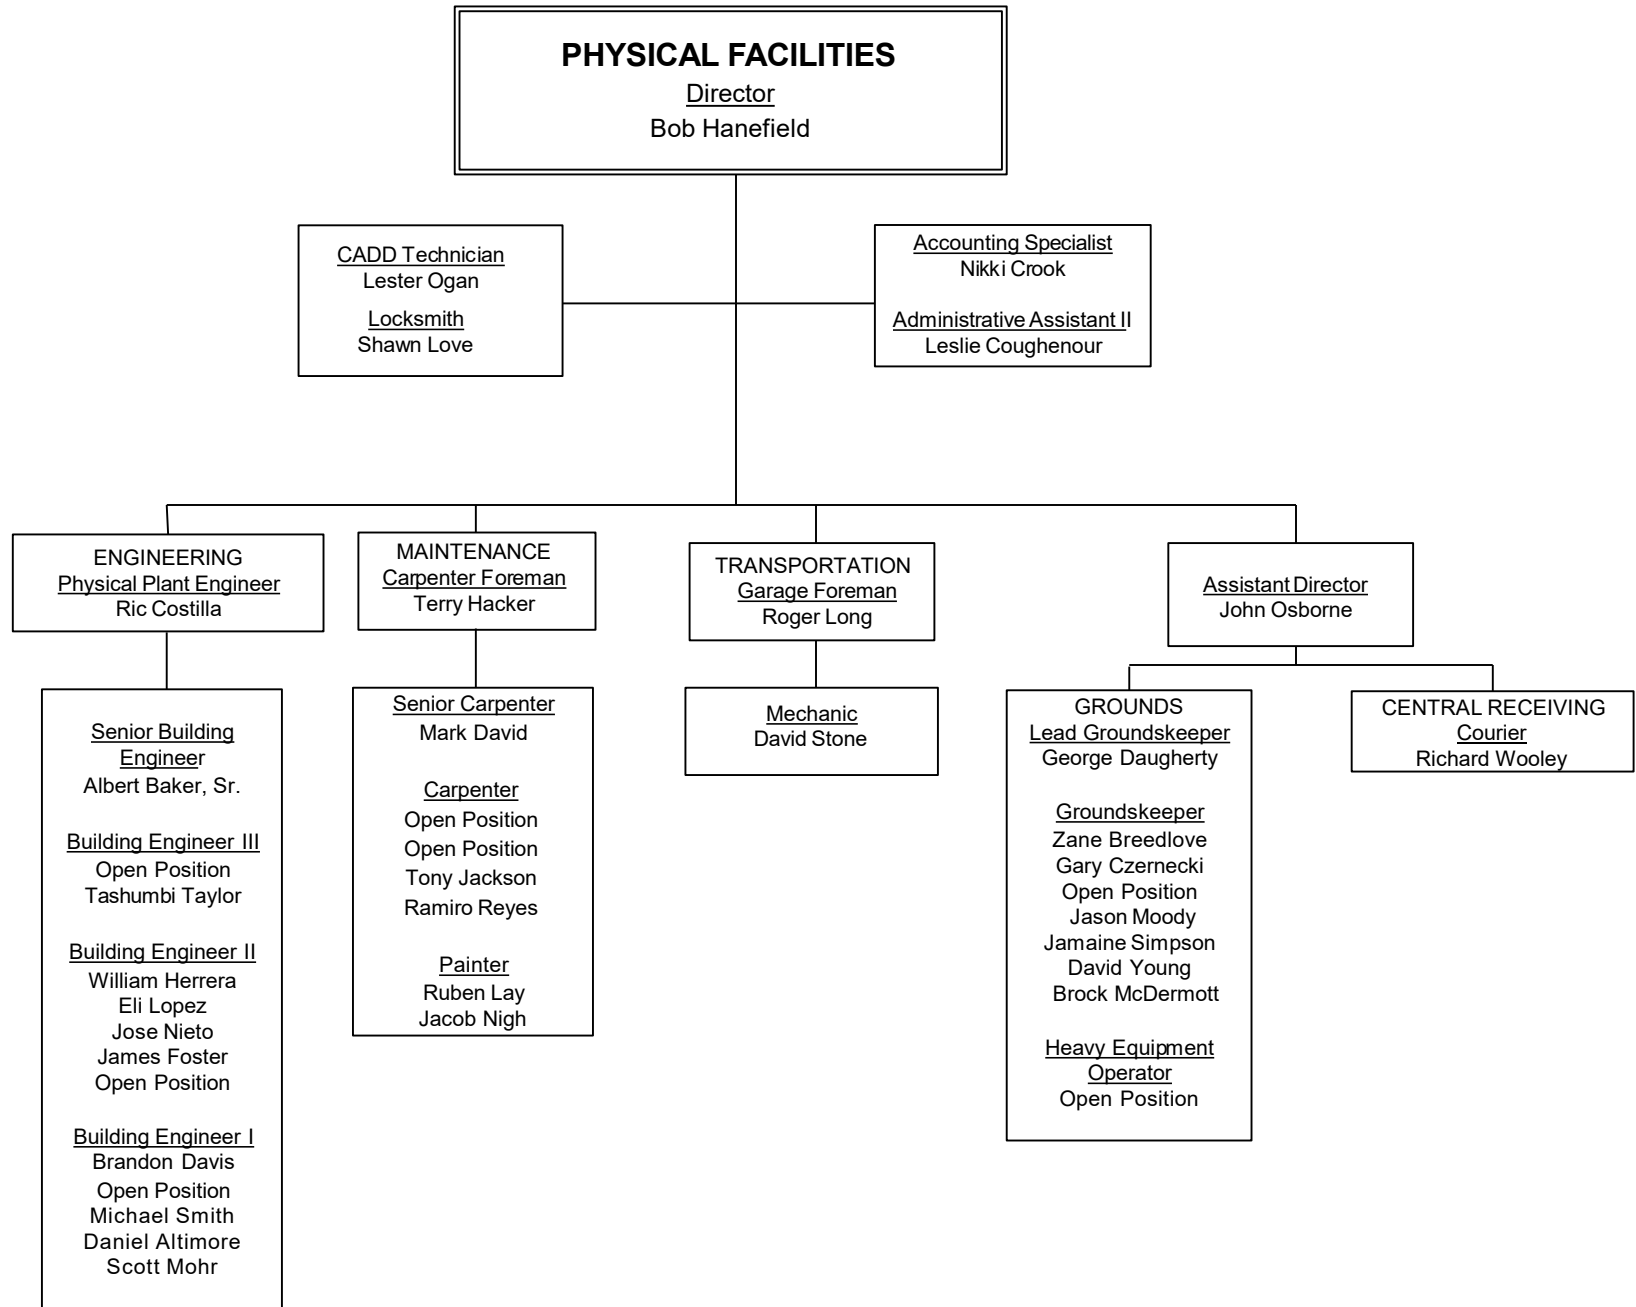 PHYSICAL FACILITIES
Director
Bob Hanefield
CADD Technician
Lester Ogan
Locksmith
Shawn Love
Accounting Specialist
Nikki Crook
Administrative Assistant II
Leslie Coughenour
ENGINEERING
Physical Plant Engineer
Ric Costilla
MAINTENANCE
Carpenter Foreman
Terry Hacker
TRANSPORTATION
Garage Foreman
Roger Long
Assistant Director
John Osborne
Senior Building
Engineer
Albert Baker, Sr.
Building Engineer III
Open Position
Tashumbi Taylor
Building Engineer II
William Herrera
Eli Lopez
Jose Nieto
James Foster
Open Position
Building Engineer I
Brandon Davis
Open Position
Michael Smith
Daniel Altimore
Scott Mohr
Senior Carpenter
Mark David
Carpenter
Open Position
Open Position
Tony Jackson
Ramiro Reyes
Painter
Ruben Lay
Jacob Nigh
Mechanic
David Stone
GROUNDS
Lead Groundskeeper
George Daugherty
Groundskeeper
Zane Breedlove
Gary Czernecki
Open Position
Jason Moody
Jamaine Simpson
David Young
Brock McDermott
Heavy Equipment
Operator
Open Position
CENTRAL RECEIVING
Courier
Richard Wooley